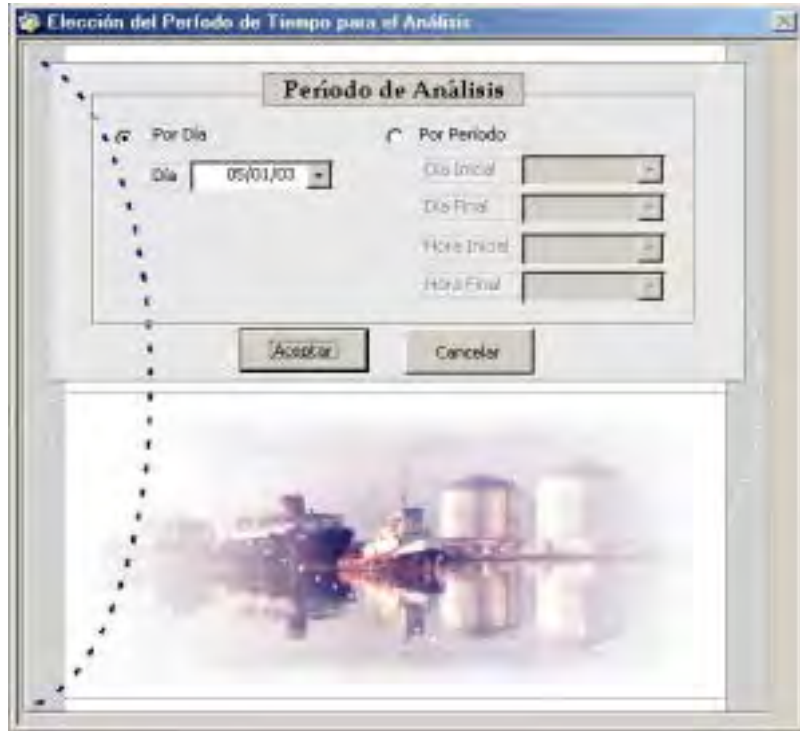 Elección del Período de Tiempo para el Análisis
Período de Análisis
Por Día
Por Período
Día 05/01/03
Día Inicial
Día Final
Hora Inicial
Hora Final
Aceptar
Cancelar